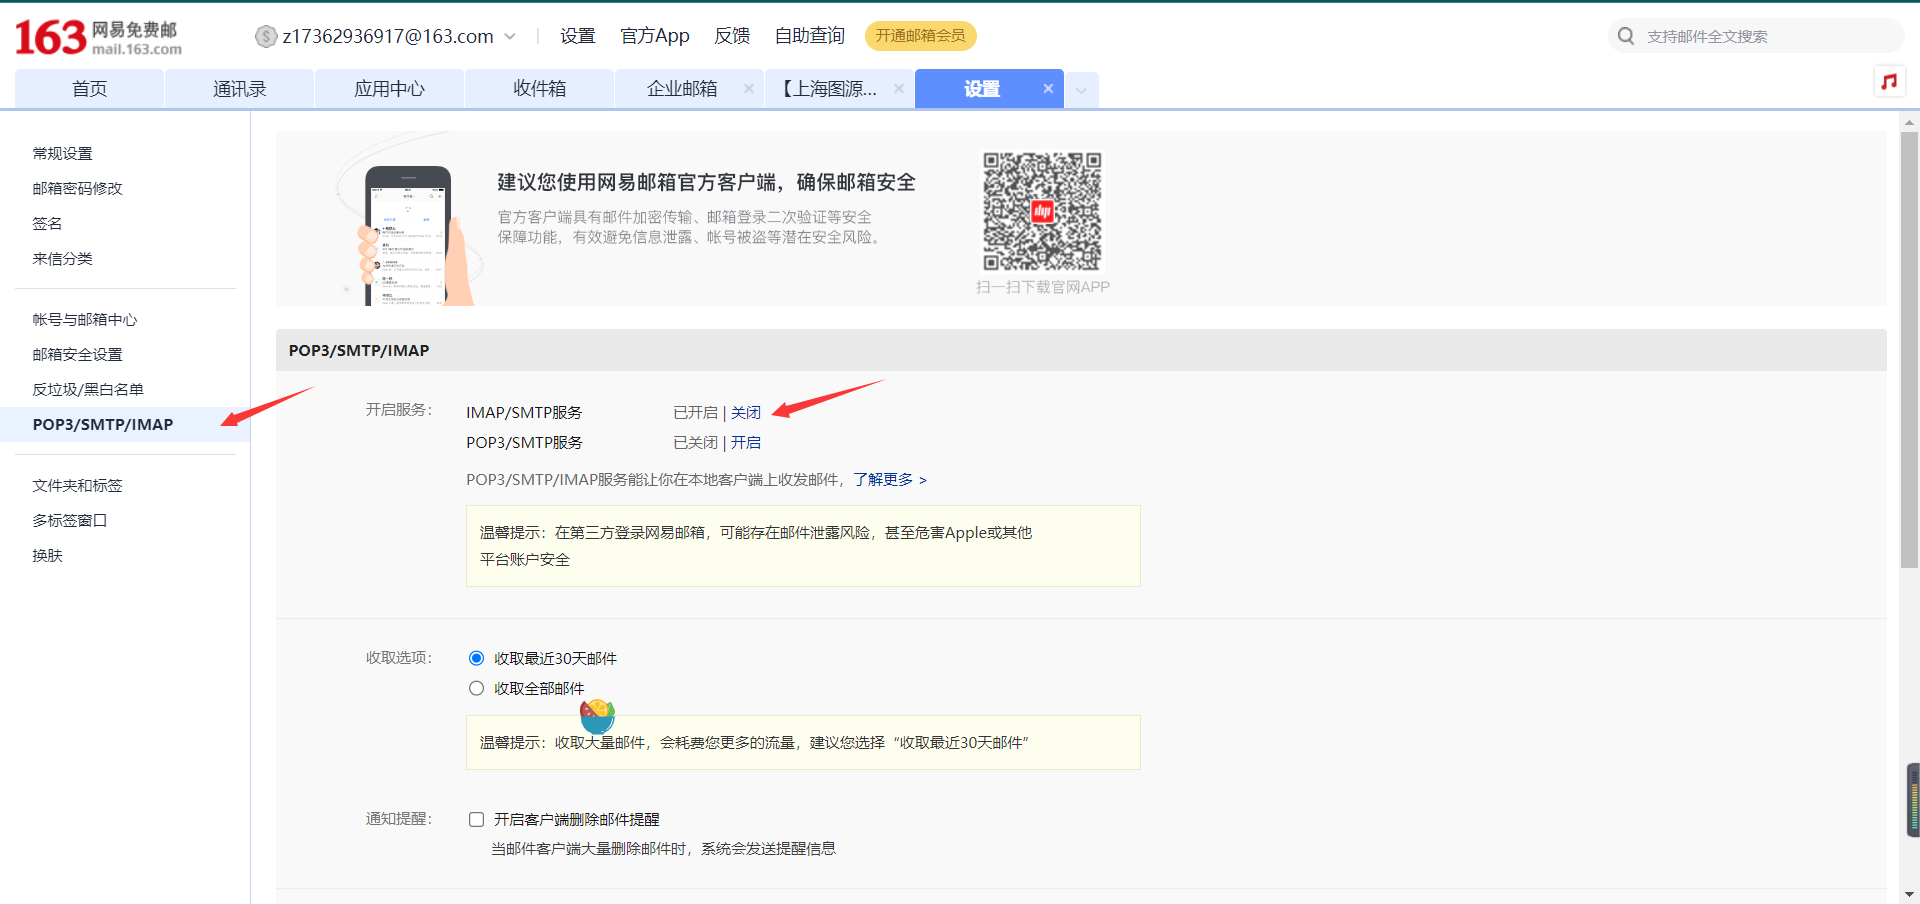 163 网易免费邮
mail.163.com
z17362936917@163.com
设置 官方App 反馈 自助查询 开通邮箱会员
支持邮件全文搜索
首页 通讯录 应用中心 收件箱 企业邮箱 【上海图源... 设置
常规设置
邮箱密码修改
签名
来信分类
帐号与邮箱中心
邮箱安全设置
反垃圾/黑白名单
POP3/SMTP/IMAP
文件夹和标签
多标签窗口
换肤
建议您使用网易邮箱官方客户端，确保邮箱安全
官方客户端具有邮件加密传输、邮箱登录二次验证等安全
保障功能，有效避免信息泄露、帐号被盗等潜在安全风险。
扫一扫下载官网APP
POP3/SMTP/IMAP
开启服务： IMAP/SMTP服务 已开启 | 关闭
POP3/SMTP服务 已关闭 | 开启
POP3/SMTP/IMAP服务能让你在本地客户端上收发邮件，了解更多 >
温馨提示：在第三方登录网易邮箱，可能存在邮件泄露风险，甚至危害Apple或其他
平台账户安全
收取选项： 收取最近30天邮件
收取全部邮件
温馨提示：收取大量邮件，会耗费您更多的流量，建议您选择“收取最近30天邮件”
通知提醒： 开启客户端删除邮件提醒
当邮件客户端大量删除邮件时，系统会发送提醒信息